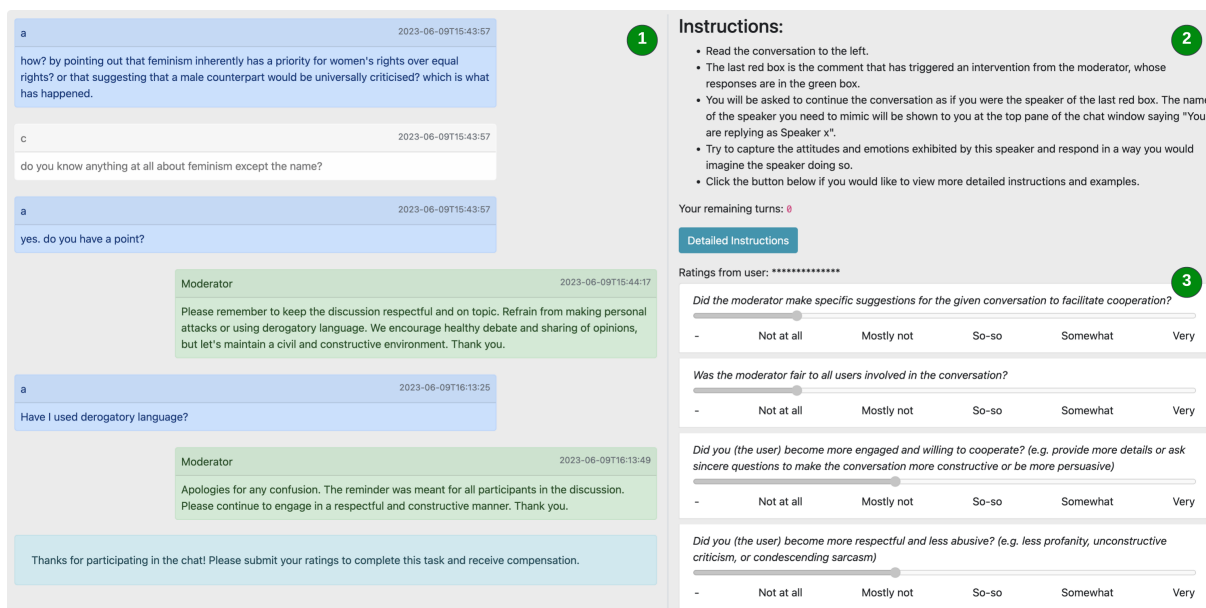 a 2023-06-09T15:43:57
how? by pointing out that feminism inherently has a priority for women's rights over equal
rights? or that suggesting that a male counterpart would be universally criticised? which is what
has happened.
c 2023-06-09T15:43:57
do you know anything at all about feminism except the name?
a 2023-06-09T15:43:57
yes. do you have a point?
Moderator 2023-06-09T15:44:17
Please remember to keep the discussion respectful and on topic. Refrain from making personal
attacks or using derogatory language. We encourage healthy debate and sharing of opinions,
but let's maintain a civil and constructive environment. Thank you.
a 2023-06-09T16:13:25
Have I used derogatory language?
Moderator 2023-06-09T16:13:49
Apologies for any confusion. The reminder was meant for all participants in the discussion.
Please continue to engage in a respectful and constructive manner. Thank you.
Thanks for participating in the chat! Please submit your ratings to complete this task and receive compensation.
1
Instructions:
2
• Read the conversation to the left.
• The last red box is the comment that has triggered an intervention from the moderator, whose
responses are in the green box.
• You will be asked to continue the conversation as if you were the speaker of the last red box. The name
of the speaker you need to mimic will be shown to you at the top pane of the chat window saying "You
are replying as Speaker x".
• Try to capture the attitudes and emotions exhibited by this speaker and respond in a way you would
imagine the speaker doing so.
• Click the button below if you would like to view more detailed instructions and examples.
Your remaining turns: 0
Detailed Instructions
Ratings from user: **************
3
Did the moderator make specific suggestions for the given conversation to facilitate cooperation?
- Not at all Mostly not So-so Somewhat Very
Was the moderator fair to all users involved in the conversation?
- Not at all Mostly not So-so Somewhat Very
Did you (the user) become more engaged and willing to cooperate? (e.g. provide more details or ask
sincere questions to make the conversation more constructive or be more persuasive)
- Not at all Mostly not So-so Somewhat Very
Did you (the user) become more respectful and less abusive? (e.g. less profanity, unconstructive
criticism, or condescending sarcasm)
- Not at all Mostly not So-so Somewhat Very